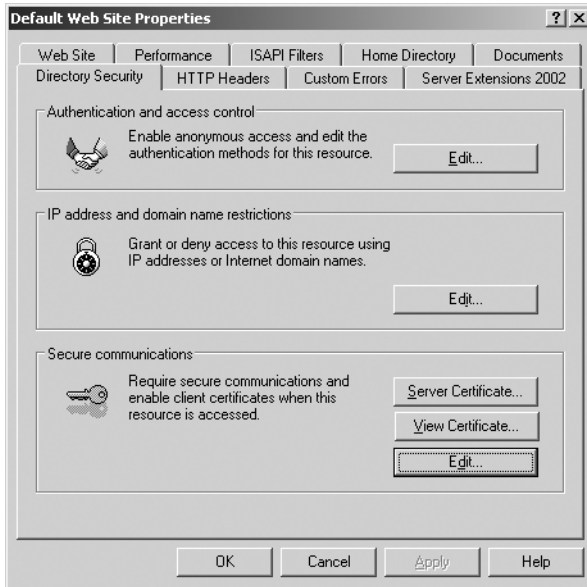 Default Web Site Properties
? ×
Web Site Performance ISAPI Filters Home Directory Documents
Directory Security HTTP Headers Custom Errors Server Extensions 2002
Authentication and access control
Enable anonymous access and edit the
authentication methods for this resource.
Edit...
IP address and domain name restrictions
Grant or deny access to this resource using
IP addresses or Internet domain names.
Edit...
Secure communications
Require secure communications and
enable client certificates when this
resource is accessed.
Server Certificate...
View Certificate...
Edit...
OK Cancel Apply Help